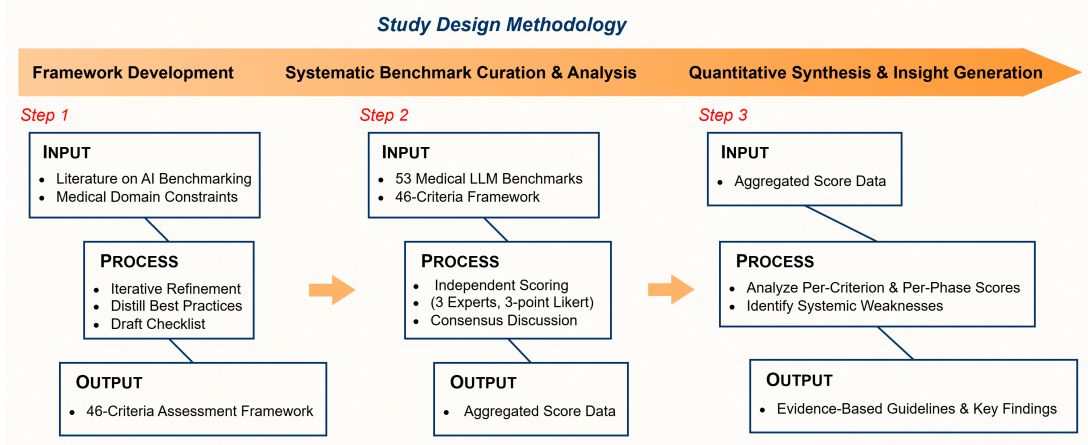 Study Design Methodology
Framework Development
Systematic Benchmark Curation & Analysis
Quantitative Synthesis & Insight Generation
Step 1
INPUT
• Literature on AI Benchmarking
• Medical Domain Constraints
PROCESS
• Iterative Refinement
• Distill Best Practices
• Draft Checklist
OUTPUT
• 46-Criteria Assessment Framework
Step 2
INPUT
• 53 Medical LLM Benchmarks
• 46-Criteria Framework
PROCESS
• Independent Scoring
• (3 Experts, 3-point Likert)
• Consensus Discussion
OUTPUT
• Aggregated Score Data
Step 3
INPUT
• Aggregated Score Data
PROCESS
• Analyze Per-Criterion & Per-Phase Scores
• Identify Systemic Weaknesses
OUTPUT
• Evidence-Based Guidelines & Key Findings